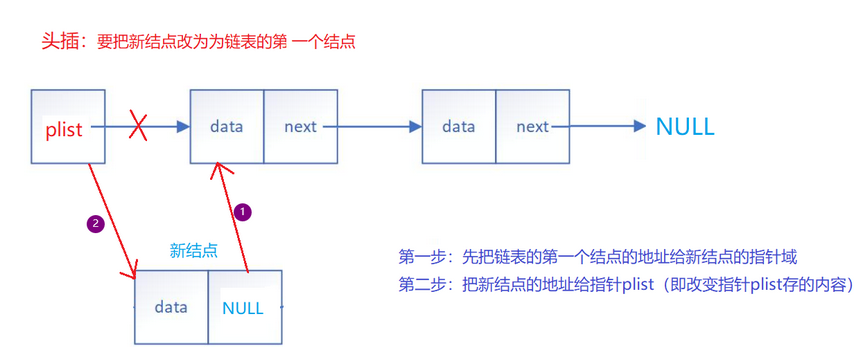 头插：要把新结点改为为链表的第 一个结点
plist data next data next NULL
2 1
新结点
data NULL
第一步：先把链表的第一个结点的地址给新结点的指针域
第二步：把新结点的地址给指针plist（即改变指针plist存的内容）